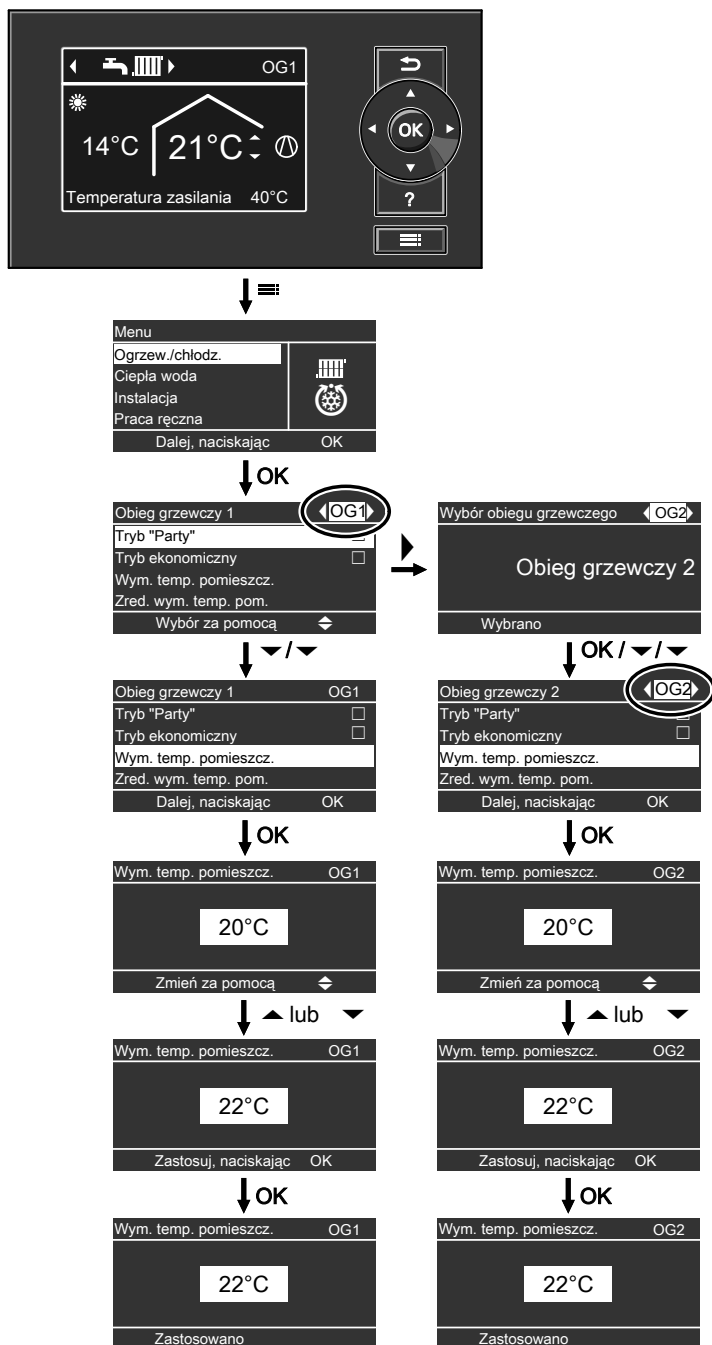 OG1
14°C 21°C
Temperatura zasilania 40°C
OK
?
Menu
Ogrzew./chłodz.
Ciepła woda
Instalacja
Praca ręczna
Dalej, naciskając OK
OK
Obieg grzewczy 1 OG1
Tryb "Party"
Tryb ekonomiczny
Wym. temp. pomieszcz.
Zred. wym. temp. pom.
Wybór za pomocą
Wybór obiegu grzewczego OG2
Obieg grzewczy 2
Wybrano
/
OK / /
Obieg grzewczy 1 OG1
Tryb "Party"
Tryb ekonomiczny
Wym. temp. pomieszcz.
Zred. wym. temp. pom.
Dalej, naciskając OK
Obieg grzewczy 2 OG2
Tryb "Party"
Tryb ekonomiczny
Wym. temp. pomieszcz.
Zred. wym. temp. pom.
Dalej, naciskając OK
OK
OK
Wym. temp. pomieszcz. OG1
20°C
Zmień za pomocą
Wym. temp. pomieszcz. OG2
20°C
Zmień za pomocą
lub
lub
Wym. temp. pomieszcz. OG1
22°C
Zastosuj, naciskając OK
Wym. temp. pomieszcz. OG2
22°C
Zastosuj, naciskając OK
OK
OK
Wym. temp. pomieszcz. OG1
22°C
Zastosowano
Wym. temp. pomieszcz. OG2
22°C
Zastosowano